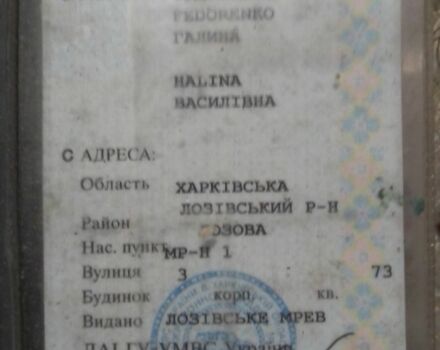 FEDORENKO
ГАЛИНА
HALINA
ВАСИЛІВНА
С АДРЕСА:
Область ХАРКІВСЬКА
ЛОЗІВСЬКИЙ Р-Н
Район ОЗОВА
Нас. пункт МР-Н 1
Вулиця 3 73
Будинок корп. кв.
Видано ЛОЗІВСЬКЕ МРЕВ